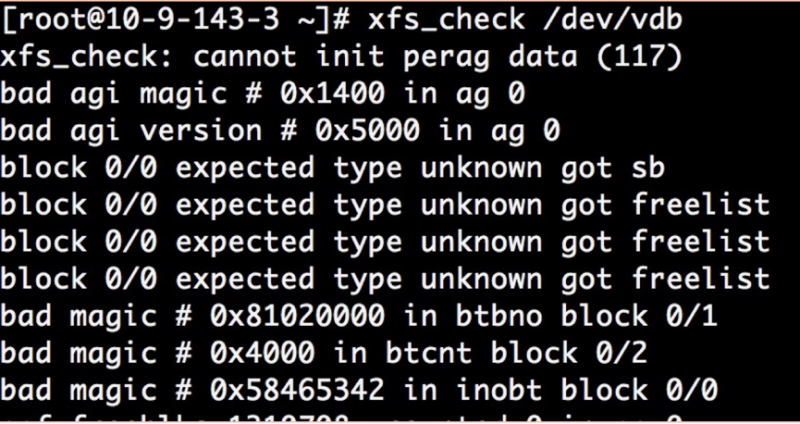 [root@10-9-143-3 ~]# xfs_check /dev/vdb
xfs_check: cannot init perag data (117)
bad agi magic # 0x1400 in ag 0
bad agi version # 0x5000 in ag 0
block 0/0 expected type unknown got sb
block 0/0 expected type unknown got freelist
block 0/0 expected type unknown got freelist
block 0/0 expected type unknown got freelist
bad magic # 0x81020000 in btbno block 0/1
bad magic # 0x4000 in btcnt block 0/2
bad magic # 0x58465342 in inobt block 0/0